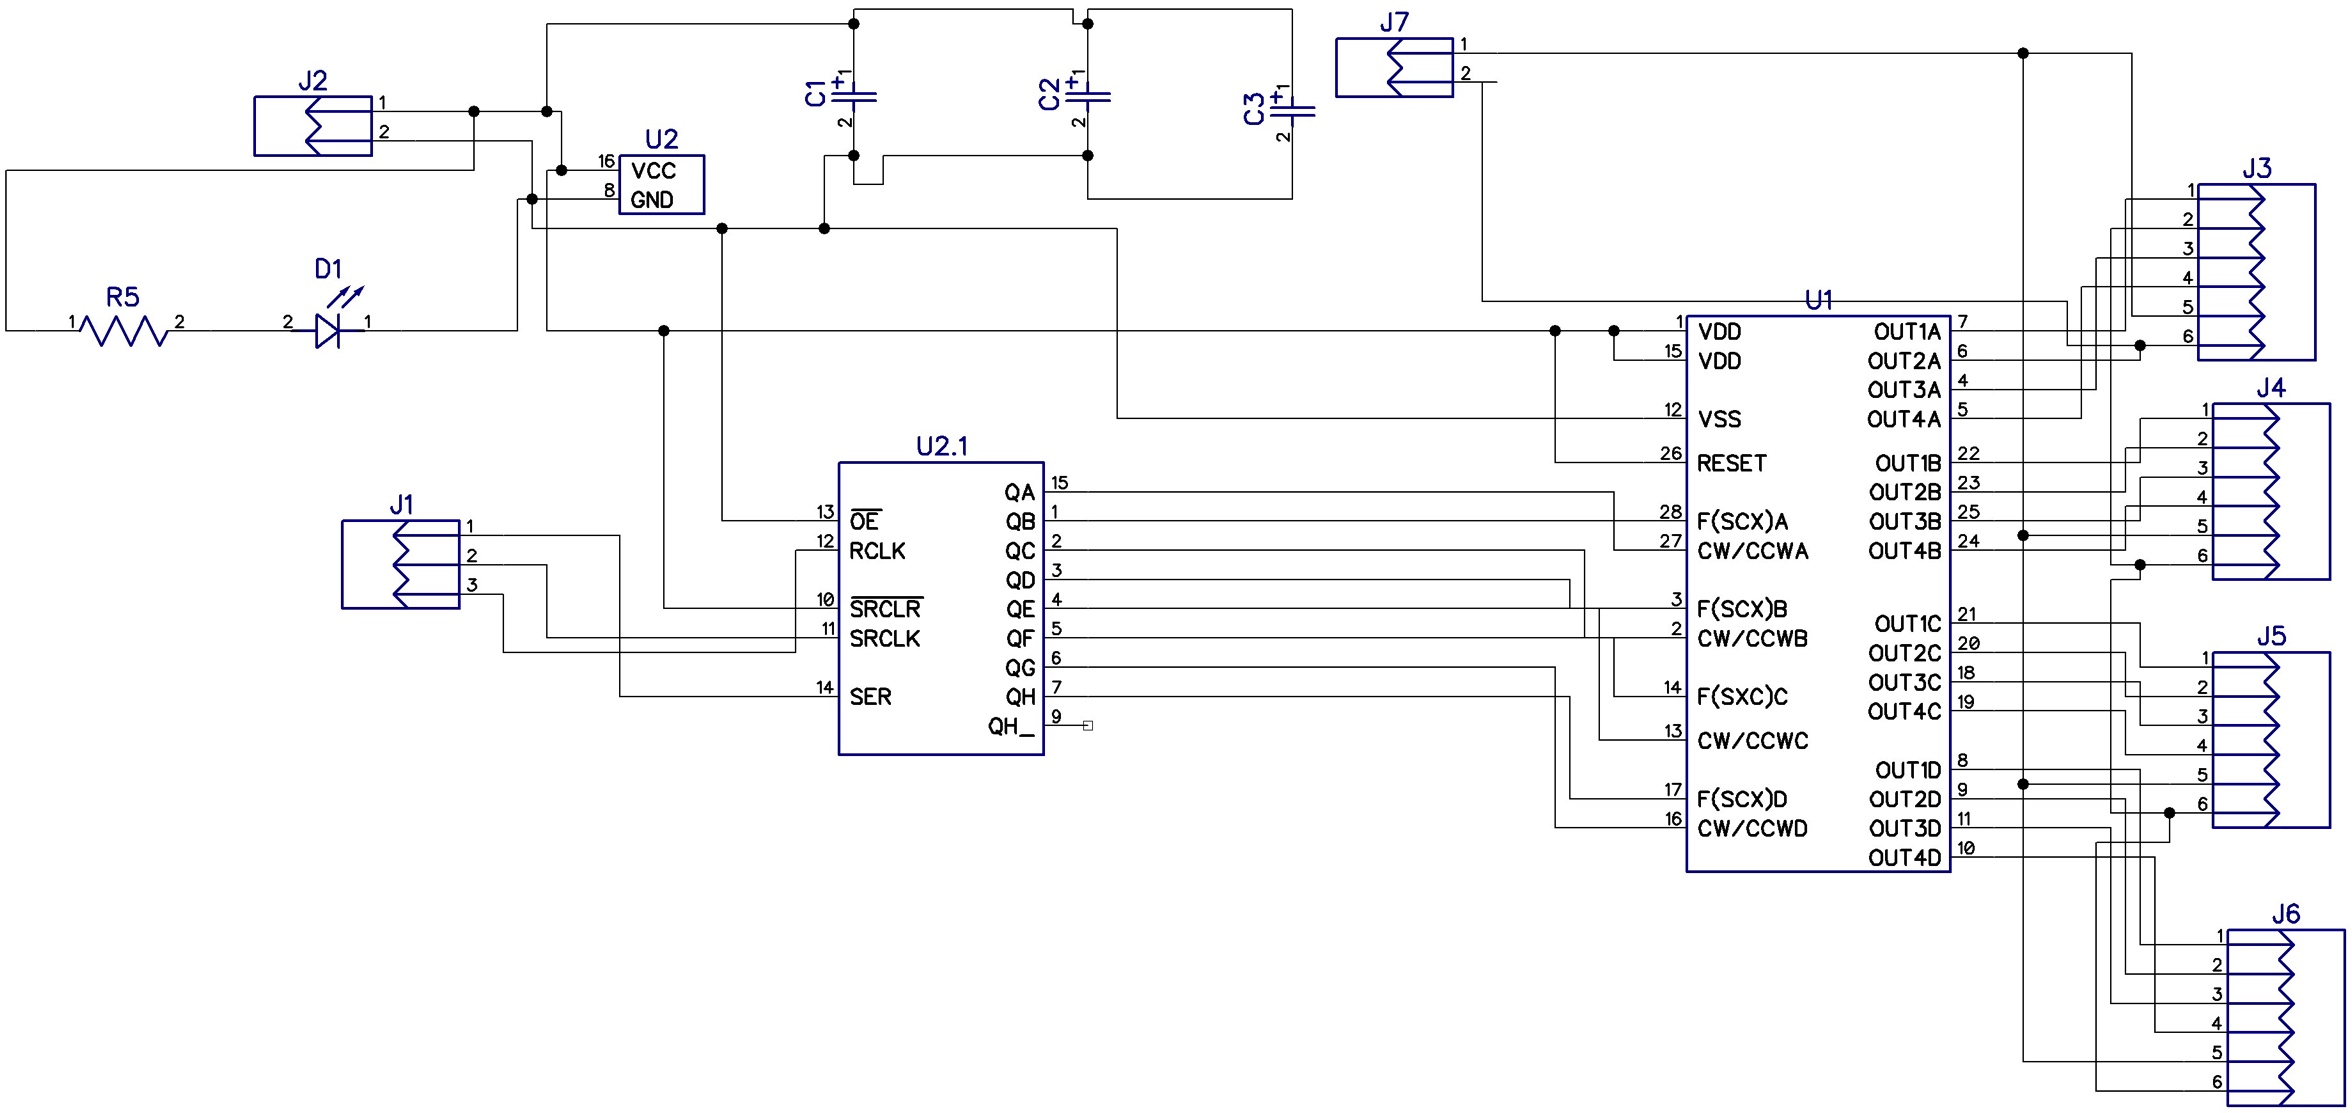 J7
1
2
J2
1
2
C1
+
1
2
C2
+
1
2
C3
+
1
2
U2
16 VCC
8 GND
R5
1
2
D1
2
1
U1
1 VDD
15 VDD
12 VSS
26 RESET
28 F(SCX)A
27 CW/CCWA
3 F(SCX)B
2 CW/CCWB
14 F(SXC)C
13 CW/CCWC
17 F(SCX)D
16 CW/CCWD
OUT1A 7
OUT2A 6
OUT3A 4
OUT4A 5
OUT1B 22
OUT2B 23
OUT3B 25
OUT4B 24
OUT1C 21
OUT2C 20
OUT3C 18
OUT4C 19
OUT1D 8
OUT2D 9
OUT3D 11
OUT4D 10
J1
1
2
3
U2.1
13 OE
12 RCLK
10 SRCLR
11 SRCLK
14 SER
QA 15
QB 1
QC 2
QD 3
QE 4
QF 5
QG 6
QH 7
QH_ 9
J3
1
2
3
4
5
6
J4
1
2
3
4
5
6
J5
1
2
3
4
5
6
J6
1
2
3
4
5
6